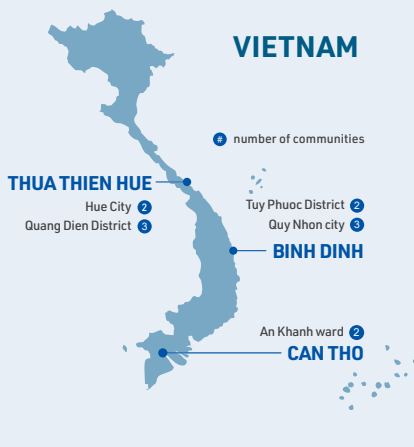 VIETNAM
# number of communities
THUA THIEN HUE
Hue City 2
Quang Dien District 3
Tuy Phuoc District 2
Quy Nhon city 3
BINH DINH
An Khanh ward 2
CAN THO